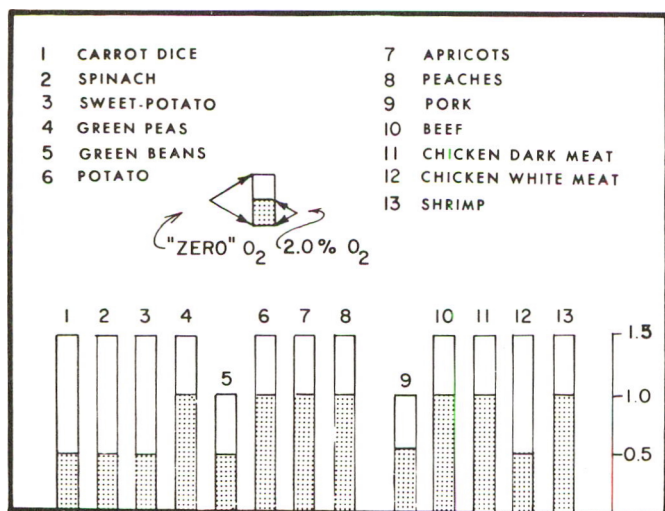 1 CARROT DICE
2 SPINACH
3 SWEET-POTATO
4 GREEN PEAS
5 GREEN BEANS
6 POTATO
7 APRICOTS
8 PEACHES
9 PORK
10 BEEF
11 CHICKEN DARK MEAT
12 CHICKEN WHITE MEAT
13 SHRIMP
"ZERO" O2 2.0% O2
1 2 3 4 5 6 7 8 9 10 11 12 13
1.5
1.0
0.5